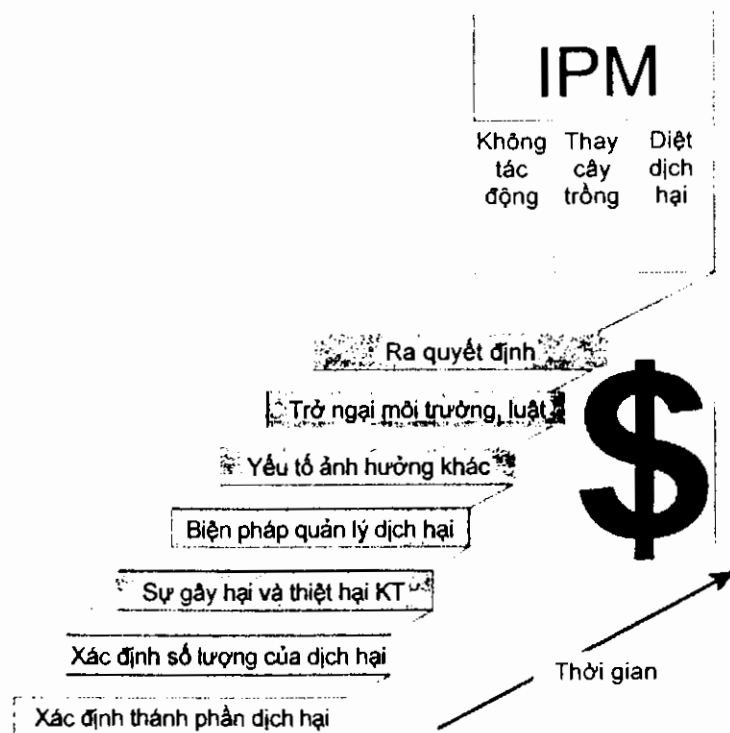 IPM
Không Thay Diệt
tác cây dịch
động trồng hại
Ra quyết định
Trở ngại môi trường, luật
Yếu tố ảnh hưởng khác
$
Biện pháp quản lý dịch hại
Sự gây hại và thiệt hại KT
Xác định số lượng của dịch hại
Thời gian
Xác định thành phần dịch hại